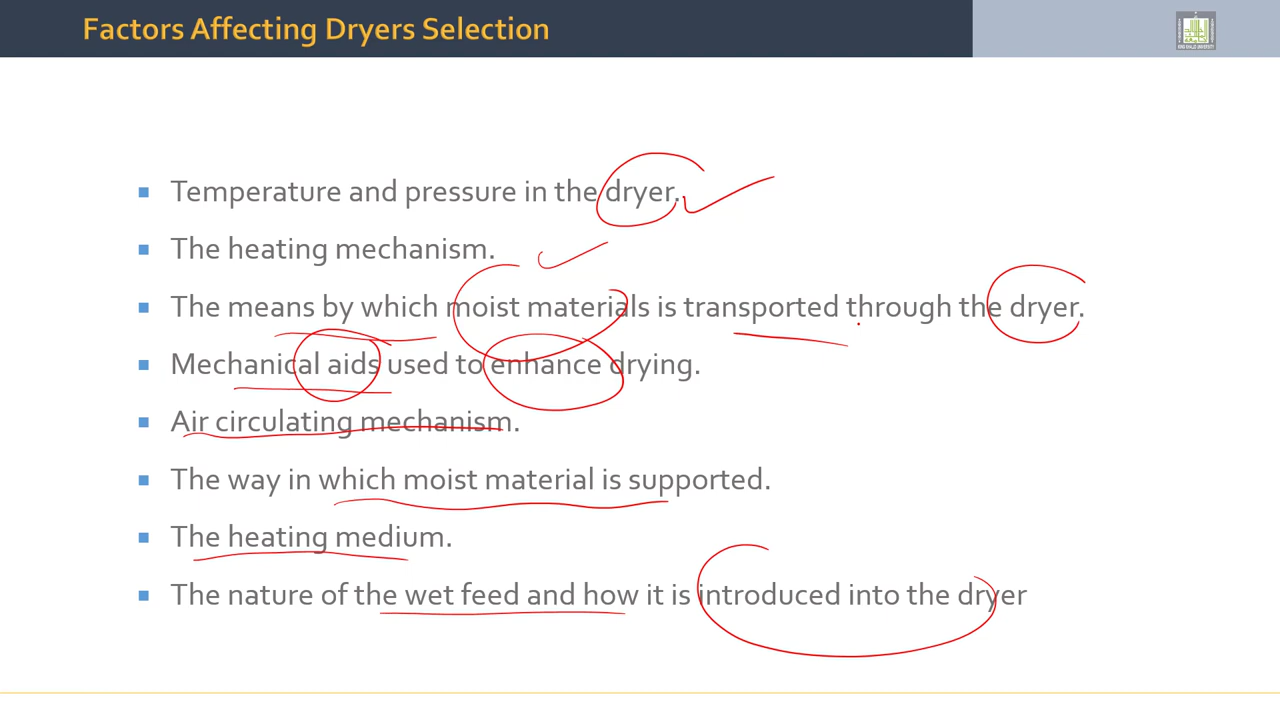 Factors Affecting Dryers Selection
KING KHALID UNIVERSITY
Temperature and pressure in the dryer.
The heating mechanism.
The means by which moist materials is transported through the dryer.
Mechanical aids used to enhance drying.
Air circulating mechanism.
The way in which moist material is supported.
The heating medium.
The nature of the wet feed and how it is introduced into the dryer